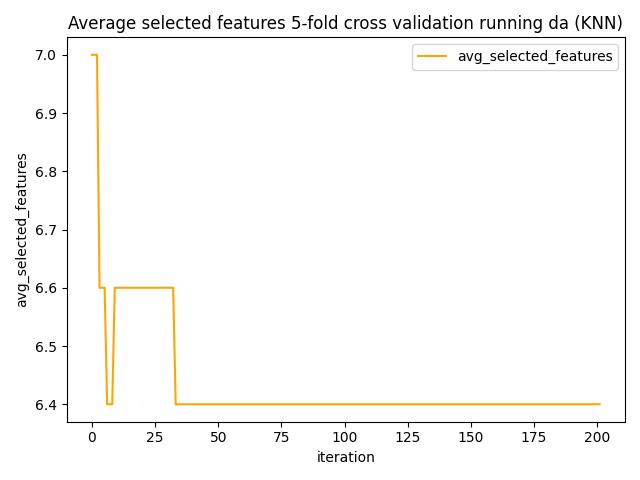 Average selected features 5-fold cross validation running da (KNN)
avg_selected_features
7.0
6.9
6.8
6.7
6.6
6.5
6.4
avg_selected_features
0 25 50 75 100 125 150 175 200
iteration